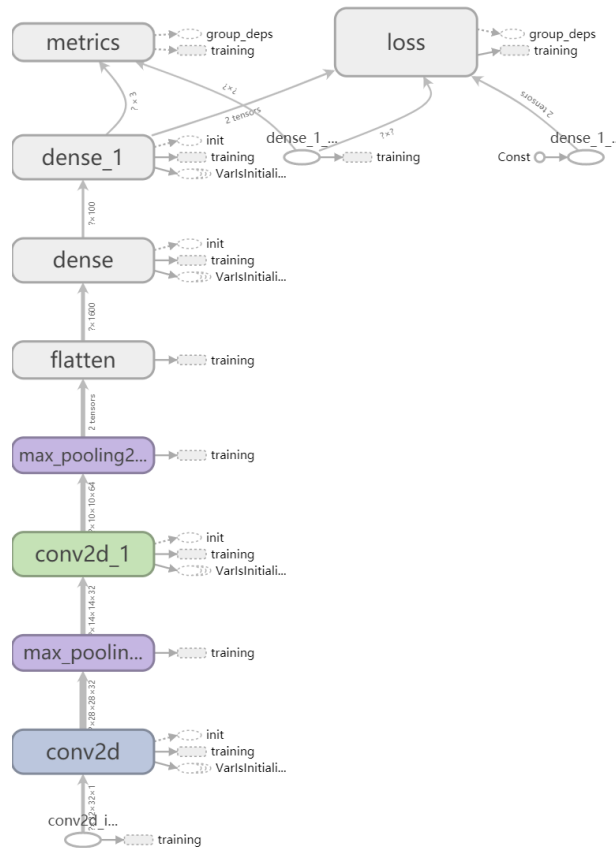 metrics
group_deps
training
loss
group_deps
training
?×3
?×?
2 tensors
?×?
2 tensors
dense_1
init
training
VarIsInitiali...
dense_1_...
training
Const
dense_1_...
?×100
dense
init
training
VarIsInitiali...
?×1600
flatten
training
2 tensors
max_pooling2...
training
?×10×10×64
conv2d_1
init
training
VarIsInitiali...
?×14×14×32
max_poolin...
training
?×28×28×32
conv2d
init
training
VarIsInitiali...
conv2d_i...
training